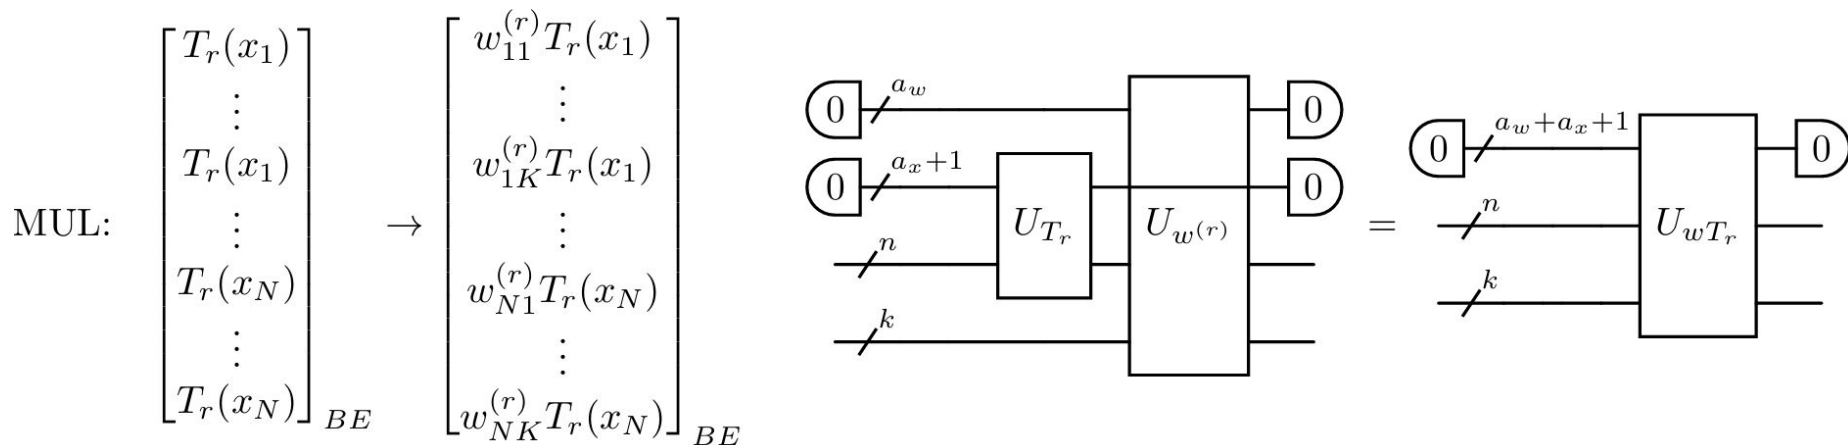 MUL:
[T_r(x_1) ⋮ T_r(x_1) ⋮ T_r(x_N) ⋮ T_r(x_N)]_{BE}
→
[w_{11}^{(r)}T_r(x_1) ⋮ w_{1K}^{(r)}T_r(x_1) ⋮ w_{N1}^{(r)}T_r(x_N) ⋮ w_{NK}^{(r)}T_r(x_N)]_{BE}
0 a_w 0
0 a_x+1 0
n
k
U_{T_r}
U_{w^{(r)}}
=
0 a_w+a_x+1 0
n
k
U_{wT_r}